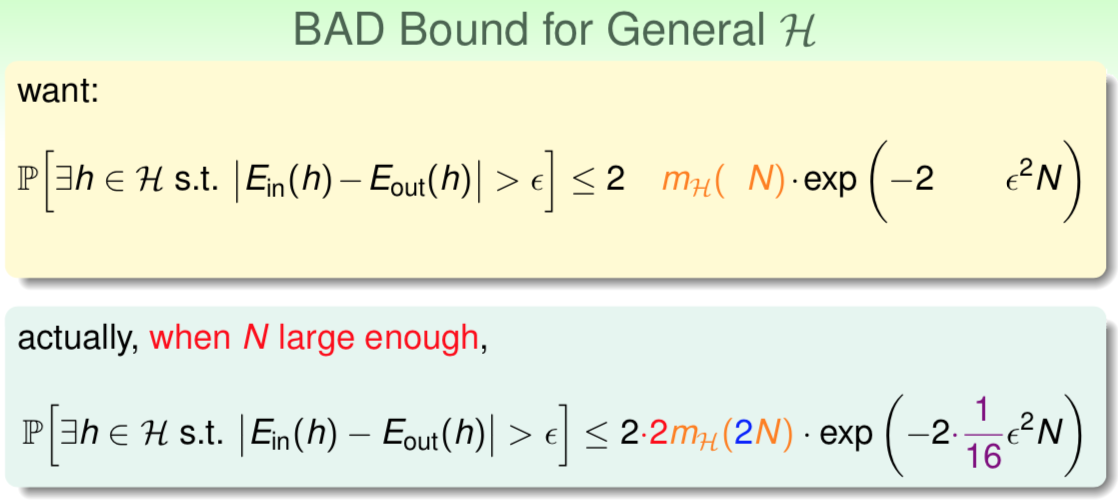 BAD Bound for General ℋ
want:
ℙ[∃h ∈ ℋ s.t. |E_in(h) − E_out(h)| > ϵ] ≤ 2 m_ℋ( N) · exp(−2 ϵ²N)
actually, when N large enough,
ℙ[∃h ∈ ℋ s.t. |E_in(h) − E_out(h)| > ϵ] ≤ 2·2m_ℋ(2N) · exp(−2· 1/16 ϵ²N)